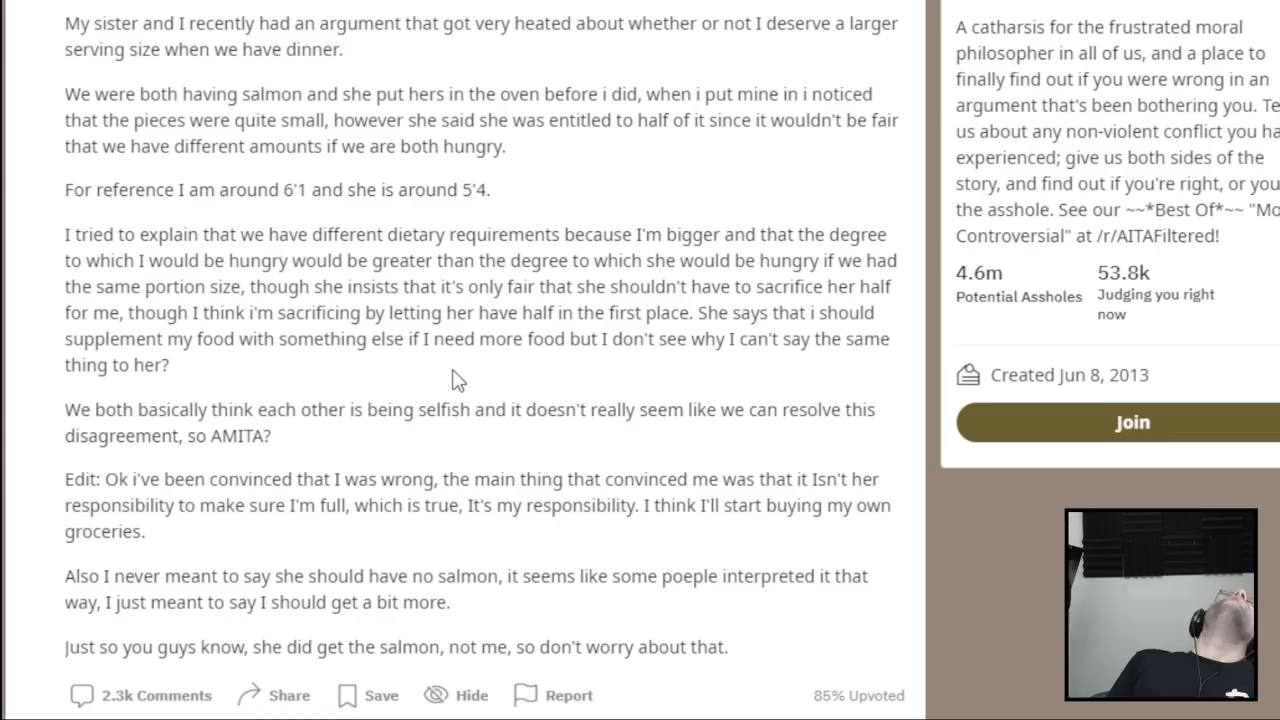 My sister and I recently had an argument that got very heated about whether or not I deserve a larger
serving size when we have dinner.
We were both having salmon and she put hers in the oven before i did, when i put mine in i noticed
that the pieces were quite small, however she said she was entitled to half of it since it wouldn't be fair
that we have different amounts if we are both hungry.
For reference I am around 6'1 and she is around 5'4.
I tried to explain that we have different dietary requirements because I'm bigger and that the degree
to which I would be hungry would be greater than the degree to which she would be hungry if we had
the same portion size, though she insists that it's only fair that she shouldn't have to sacrifice her half
for me, though I think i'm sacrificing by letting her have half in the first place. She says that i should
supplement my food with something else if I need more food but I don't see why I can't say the same
thing to her?
We both basically think each other is being selfish and it doesn't really seem like we can resolve this
disagreement, so AMITA?
Edit: Ok i've been convinced that I was wrong, the main thing that convinced me was that it Isn't her
responsibility to make sure I'm full, which is true, It's my responsibility. I think I'll start buying my own
groceries.
Also I never meant to say she should have no salmon, it seems like some poeple interpreted it that
way, I just meant to say I should get a bit more.
Just so you guys know, she did get the salmon, not me, so don't worry about that.
2.3k Comments Share Save Hide Report 85% Upvoted
A catharsis for the frustrated moral
philosopher in all of us, and a place to
finally find out if you were wrong in an
argument that's been bothering you. Te
us about any non-violent conflict you ha
experienced; give us both sides of the
story, and find out if you're right, or you
the asshole. See our ~~*Best Of*~~ "Mo
Controversial" at /r/AITAFiltered!
4.6m 53.8k
Potential Assholes Judging you right
now
Created Jun 8, 2013
Join